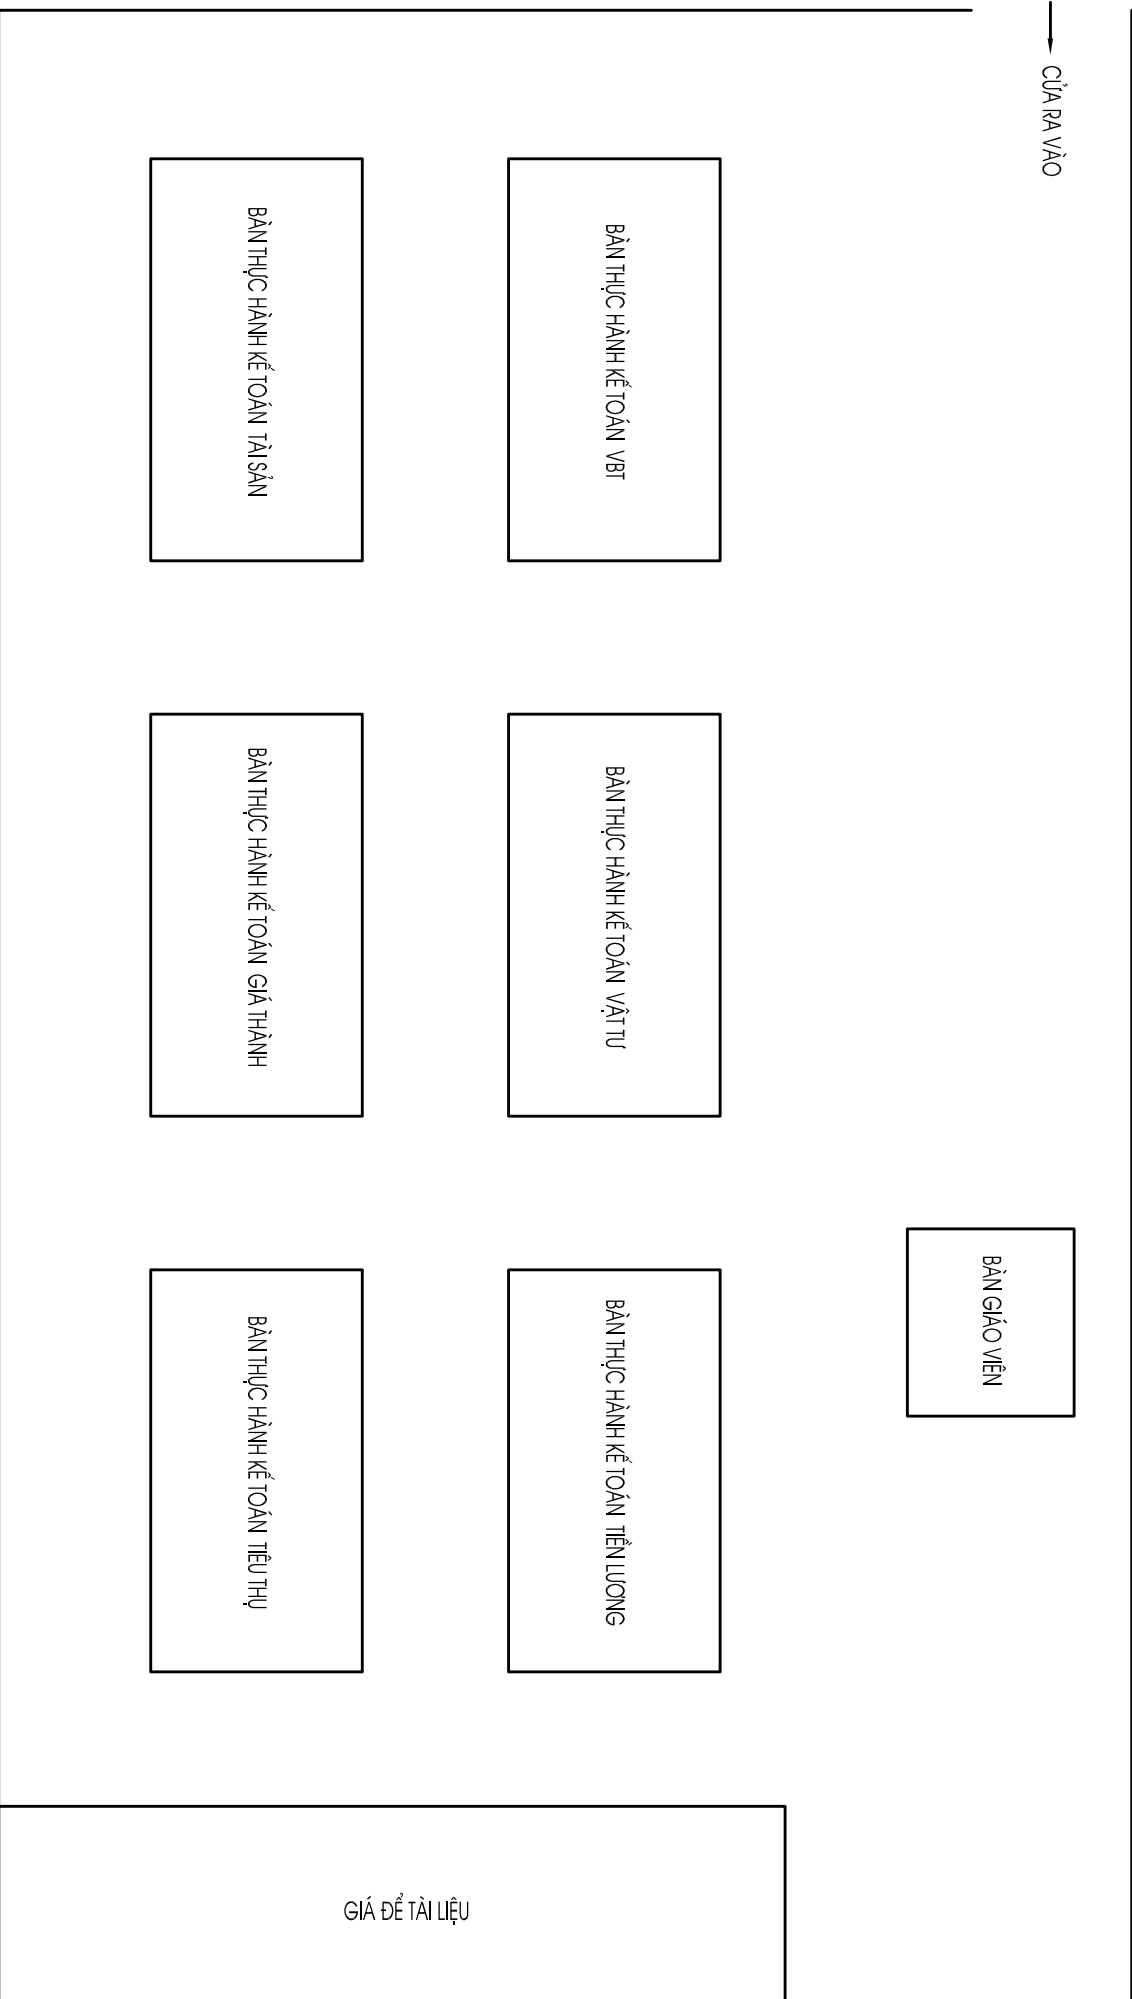 CỬA RA VÀO
BÀN THỰC HÀNH KẾ TOÁN TÀI SẢN
BÀN THỰC HÀNH KẾ TOÁN VBT
BÀN THỰC HÀNH KẾ TOÁN GIÁ THÀNH
BÀN THỰC HÀNH KẾ TOÁN VẬT TƯ
BÀN GIÁO VIÊN
BÀN THỰC HÀNH KẾ TOÁN TIÊU THỤ
BÀN THỰC HÀNH KẾ TOÁN TIỀN LƯƠNG
GIÁ ĐỂ TÀI LIỆU